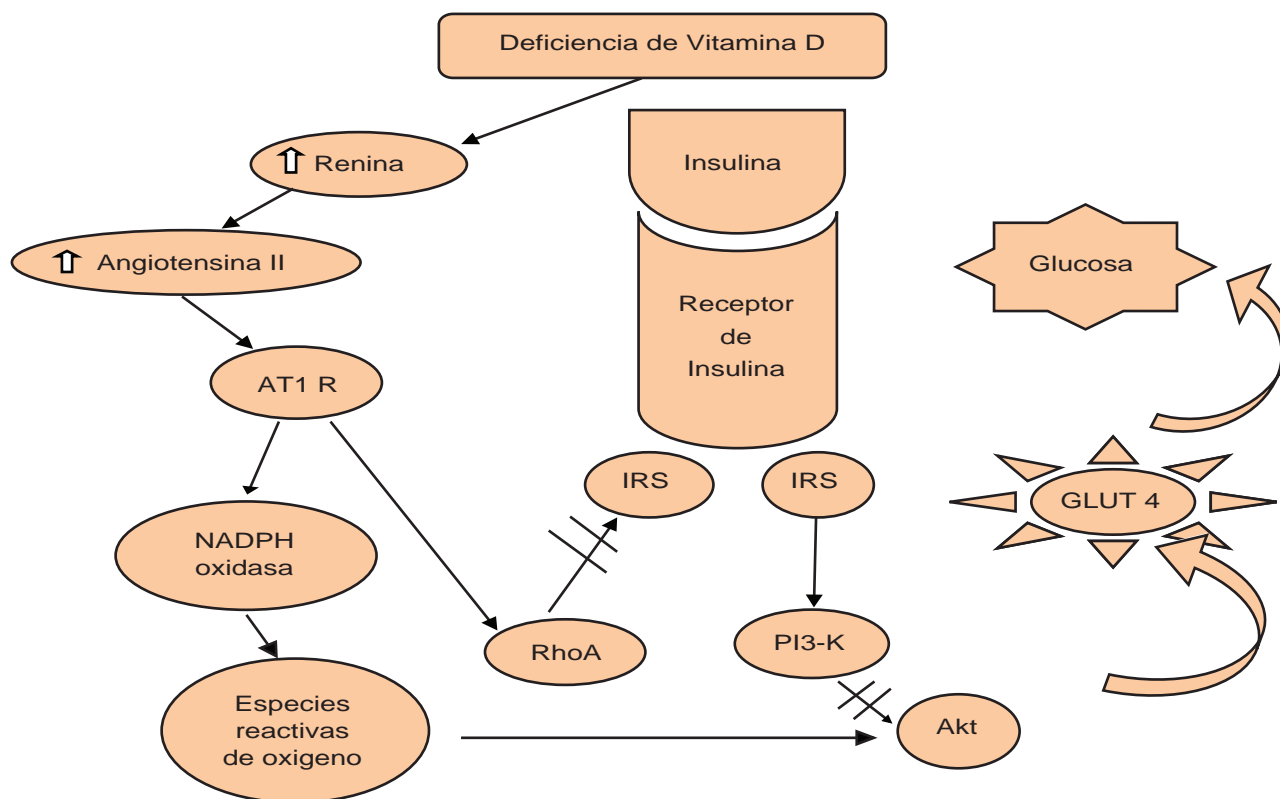 Deficiencia de Vitamina D
Renina
Insulina
Angiotensina II
Glucosa
Receptor
de
Insulina
AT1 R
IRS
IRS
GLUT 4
NADPH
oxidasa
RhoA
PI3-K
Especies
reactivas
de oxigeno
Akt